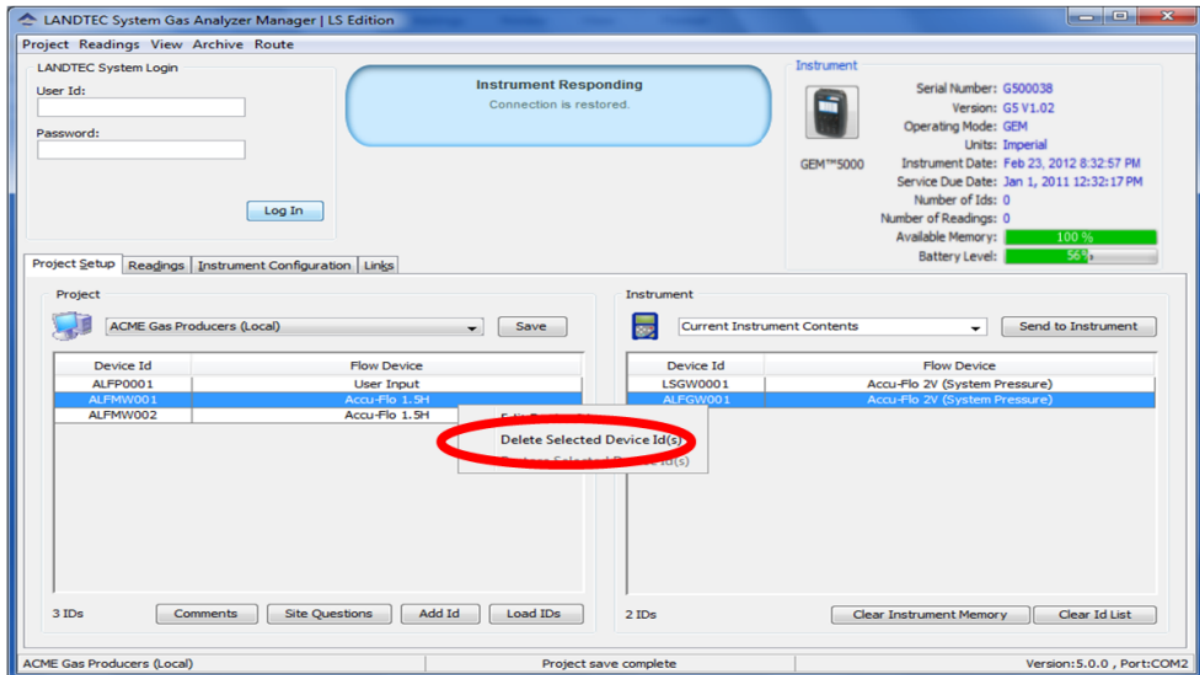 LANDTEC System Gas Analyzer Manager | LS Edition
Project Readings View Archive Route
LANDTEC System Login
User Id:
Password:
Log In
Instrument Responding
Connection is restored.
Instrument
GEM™5000
Serial Number: G500038
Version: G5 V1.02
Operating Mode: GEM
Units: Imperial
Instrument Date: Feb 23, 2012 8:32:57 PM
Service Due Date: Jan 1, 2011 12:32:17 PM
Number of Ids: 0
Number of Readings: 0
Available Memory: 100 %
Battery Level: 56%
Project Setup Readings Instrument Configuration Links
Project
ACME Gas Producers (Local) Save
Device Id Flow Device
ALFP0001 User Input
ALFMW001 Accu-Flo 1.5H
ALFMW002 Accu-Flo 1.5H
Delete Selected Device Id(s)
Selected Id(s)
3 IDs Comments Site Questions Add Id Load IDs
Instrument
Current Instrument Contents Send to Instrument
Device Id Flow Device
LSGW0001 Accu-Flo 2V (System Pressure)
ALFGW001 Accu-Flo 2V (System Pressure)
2 IDs Clear Instrument Memory Clear Id List
ACME Gas Producers (Local) Project save complete Version:5.0.0 , Port:COM2